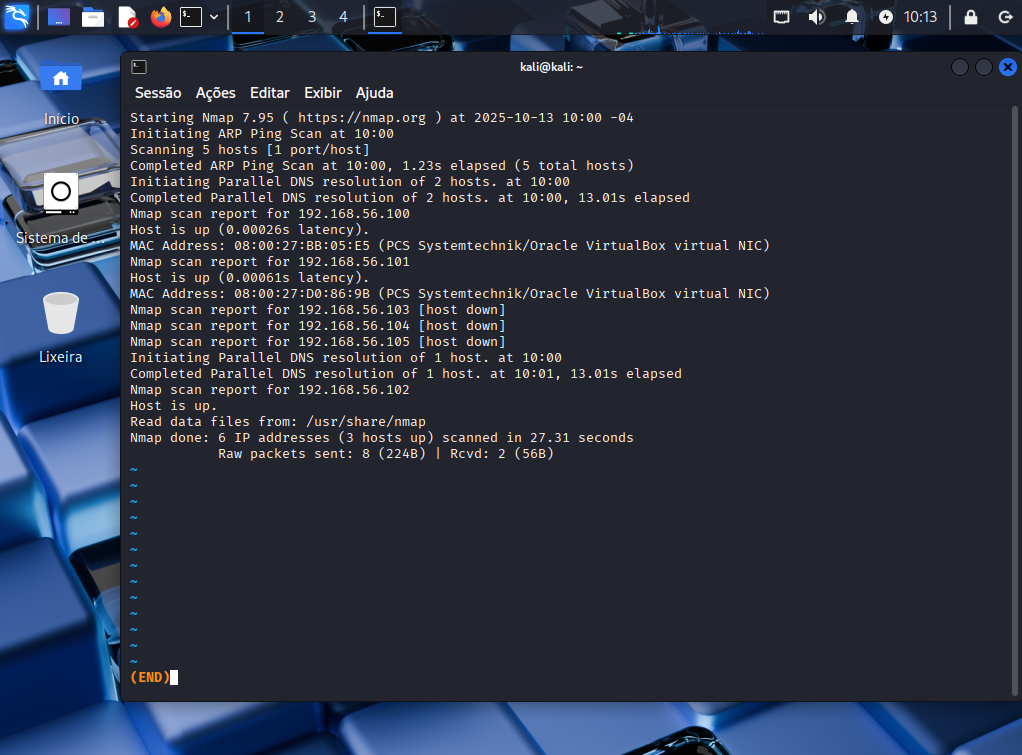 1 2 3 4 10:13
kali@kali: ~
Sessão Ações Editar Exibir Ajuda
Início
Sistema de ...
Lixeira
Starting Nmap 7.95 ( https://nmap.org ) at 2025-10-13 10:00 -04
Initiating ARP Ping Scan at 10:00
Scanning 5 hosts [1 port/host]
Completed ARP Ping Scan at 10:00, 1.23s elapsed (5 total hosts)
Initiating Parallel DNS resolution of 2 hosts. at 10:00
Completed Parallel DNS resolution of 2 hosts. at 10:00, 13.01s elapsed
Nmap scan report for 192.168.56.100
Host is up (0.00026s latency).
MAC Address: 08:00:27:BB:05:E5 (PCS Systemtechnik/Oracle VirtualBox virtual NIC)
Nmap scan report for 192.168.56.101
Host is up (0.00061s latency).
MAC Address: 08:00:27:D0:86:9B (PCS Systemtechnik/Oracle VirtualBox virtual NIC)
Nmap scan report for 192.168.56.103 [host down]
Nmap scan report for 192.168.56.104 [host down]
Nmap scan report for 192.168.56.105 [host down]
Initiating Parallel DNS resolution of 1 host. at 10:00
Completed Parallel DNS resolution of 1 host. at 10:01, 13.01s elapsed
Nmap scan report for 192.168.56.102
Host is up.
Read data files from: /usr/share/nmap
Nmap done: 6 IP addresses (3 hosts up) scanned in 27.31 seconds
Raw packets sent: 8 (224B) | Rcvd: 2 (56B)
~
~
~
~
~
~
~
~
~
~
~
~
~
(END)